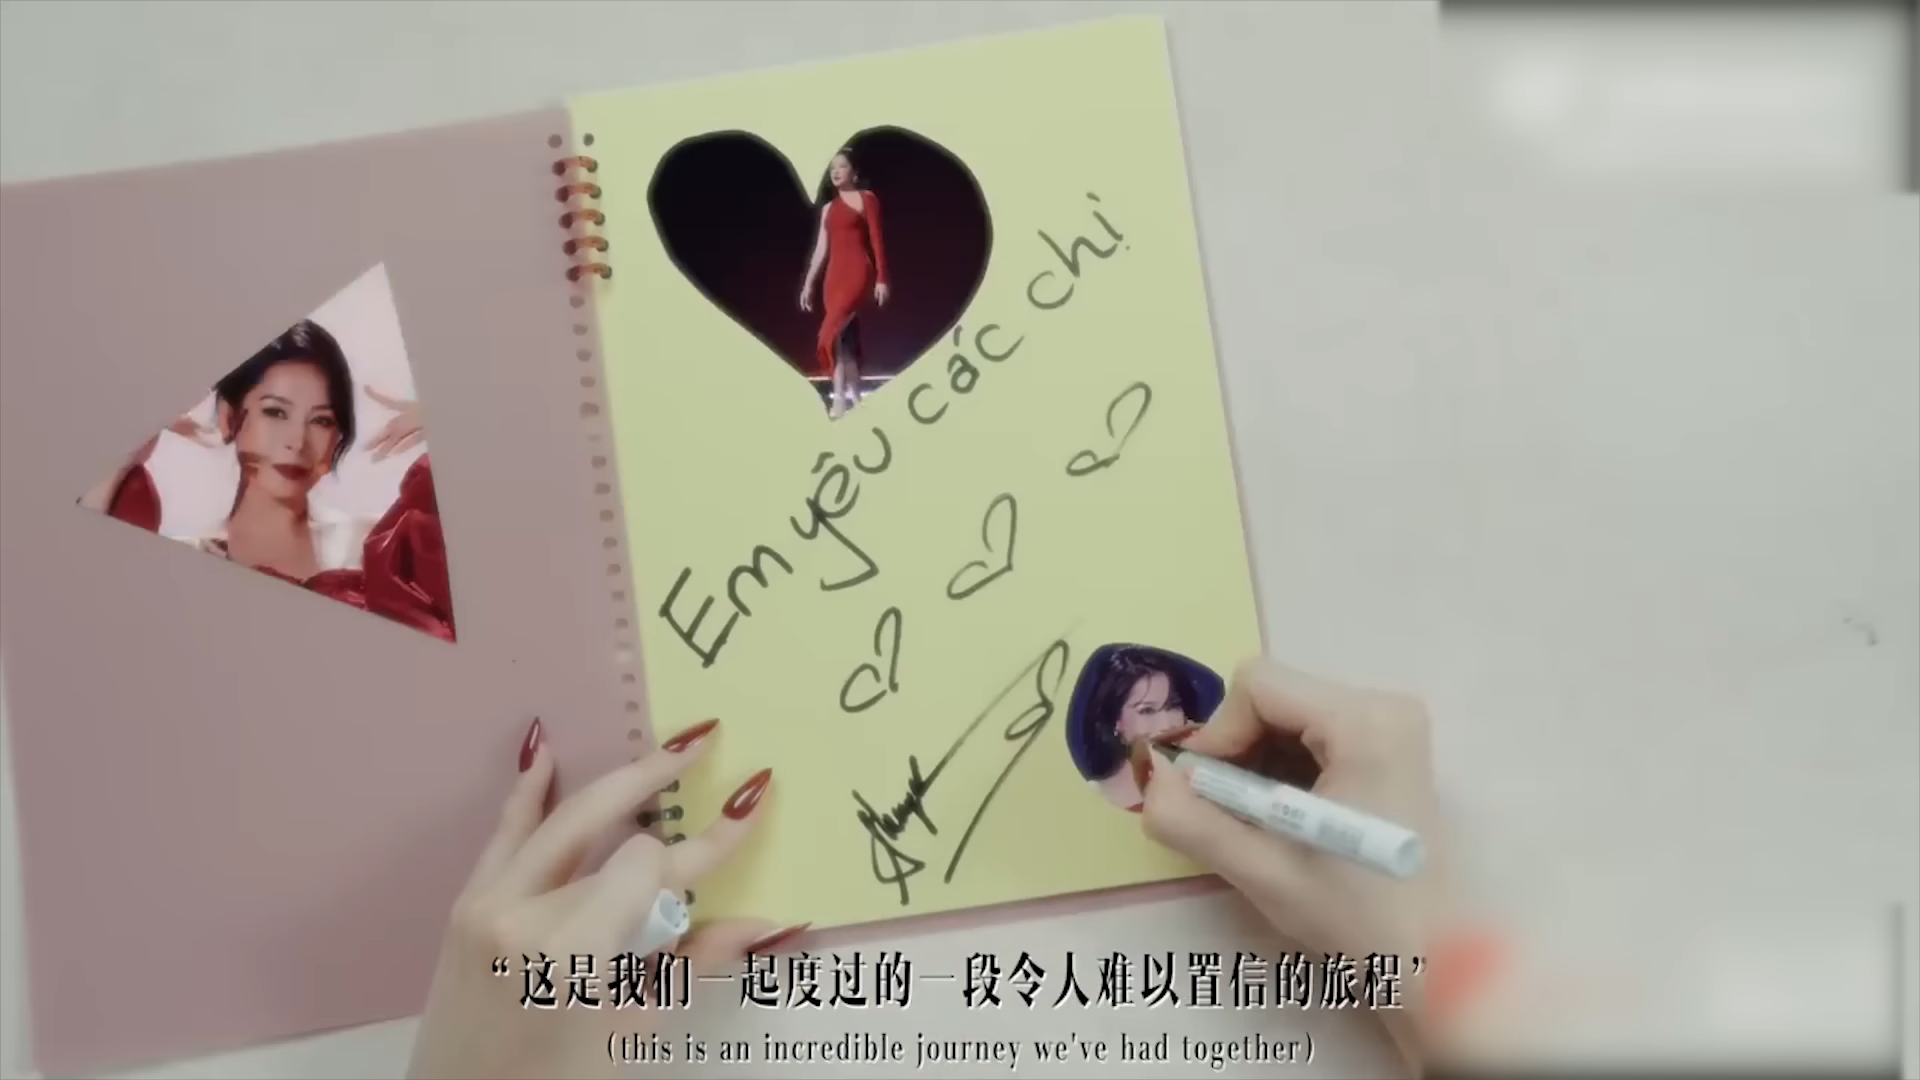 Em yêu các chị
“这是我们一起度过的一段令人难以置信的旅程”
(this is an incredible journey we've had together)